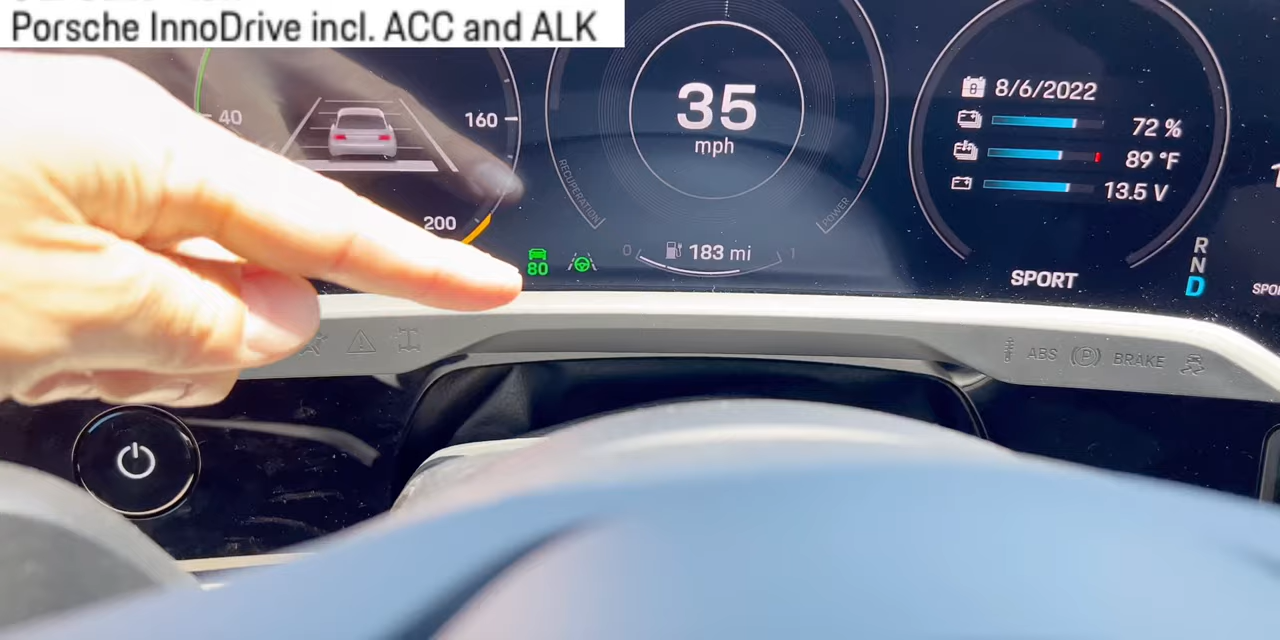 Porsche InnoDrive incl. ACC and ALK
40
160
200
80
35
mph
RECUPERATION
POWER
0
183 mi
1
8/6/2022
72 %
89 °F
13.5 V
SPORT
R
N
D
ABS
BRAKE